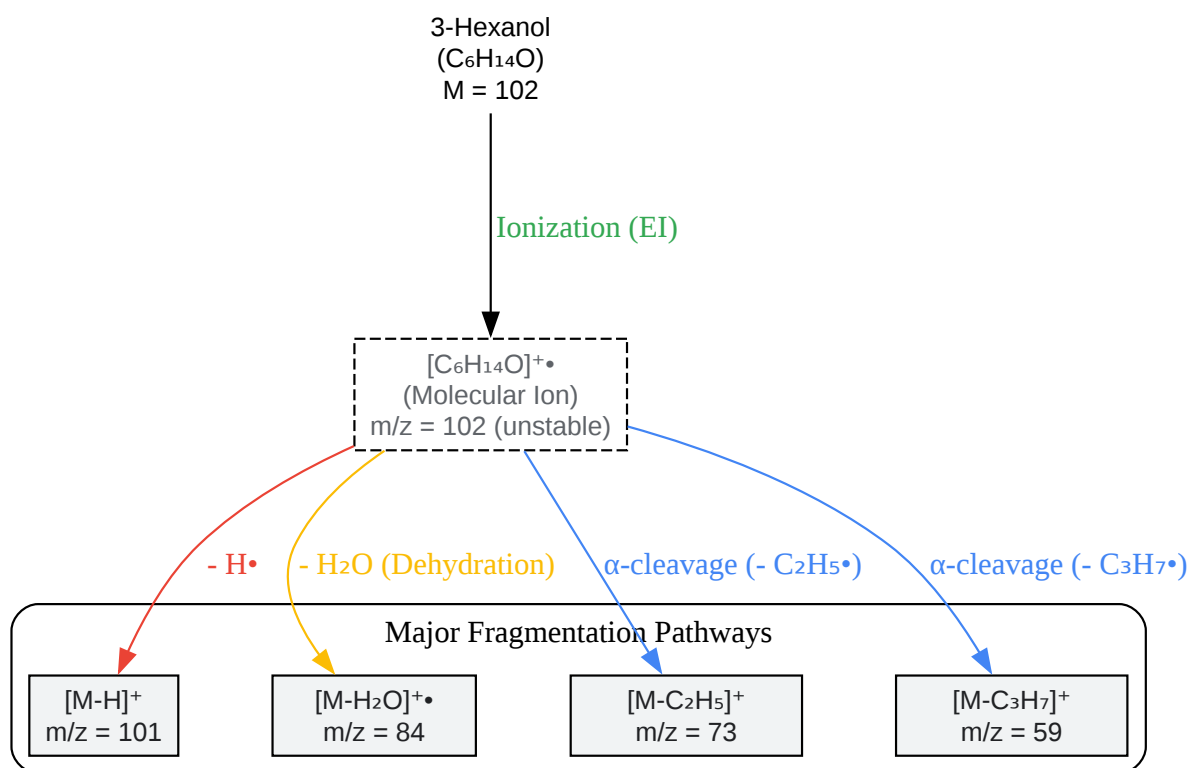 3-Hexanol
(C₆H₁₄O)
M = 102
Ionization (EI)
[C₆H₁₄O]⁺•
(Molecular Ion)
m/z = 102 (unstable)
- H•
- H₂O (Dehydration)
α-cleavage (- C₂H₅•)
α-cleavage (- C₃H₇•)
Major Fragmentation Pathways
[M-H]⁺
m/z = 101
[M-H₂O]⁺•
m/z = 84
[M-C₂H₅]⁺
m/z = 73
[M-C₃H₇]⁺
m/z = 59